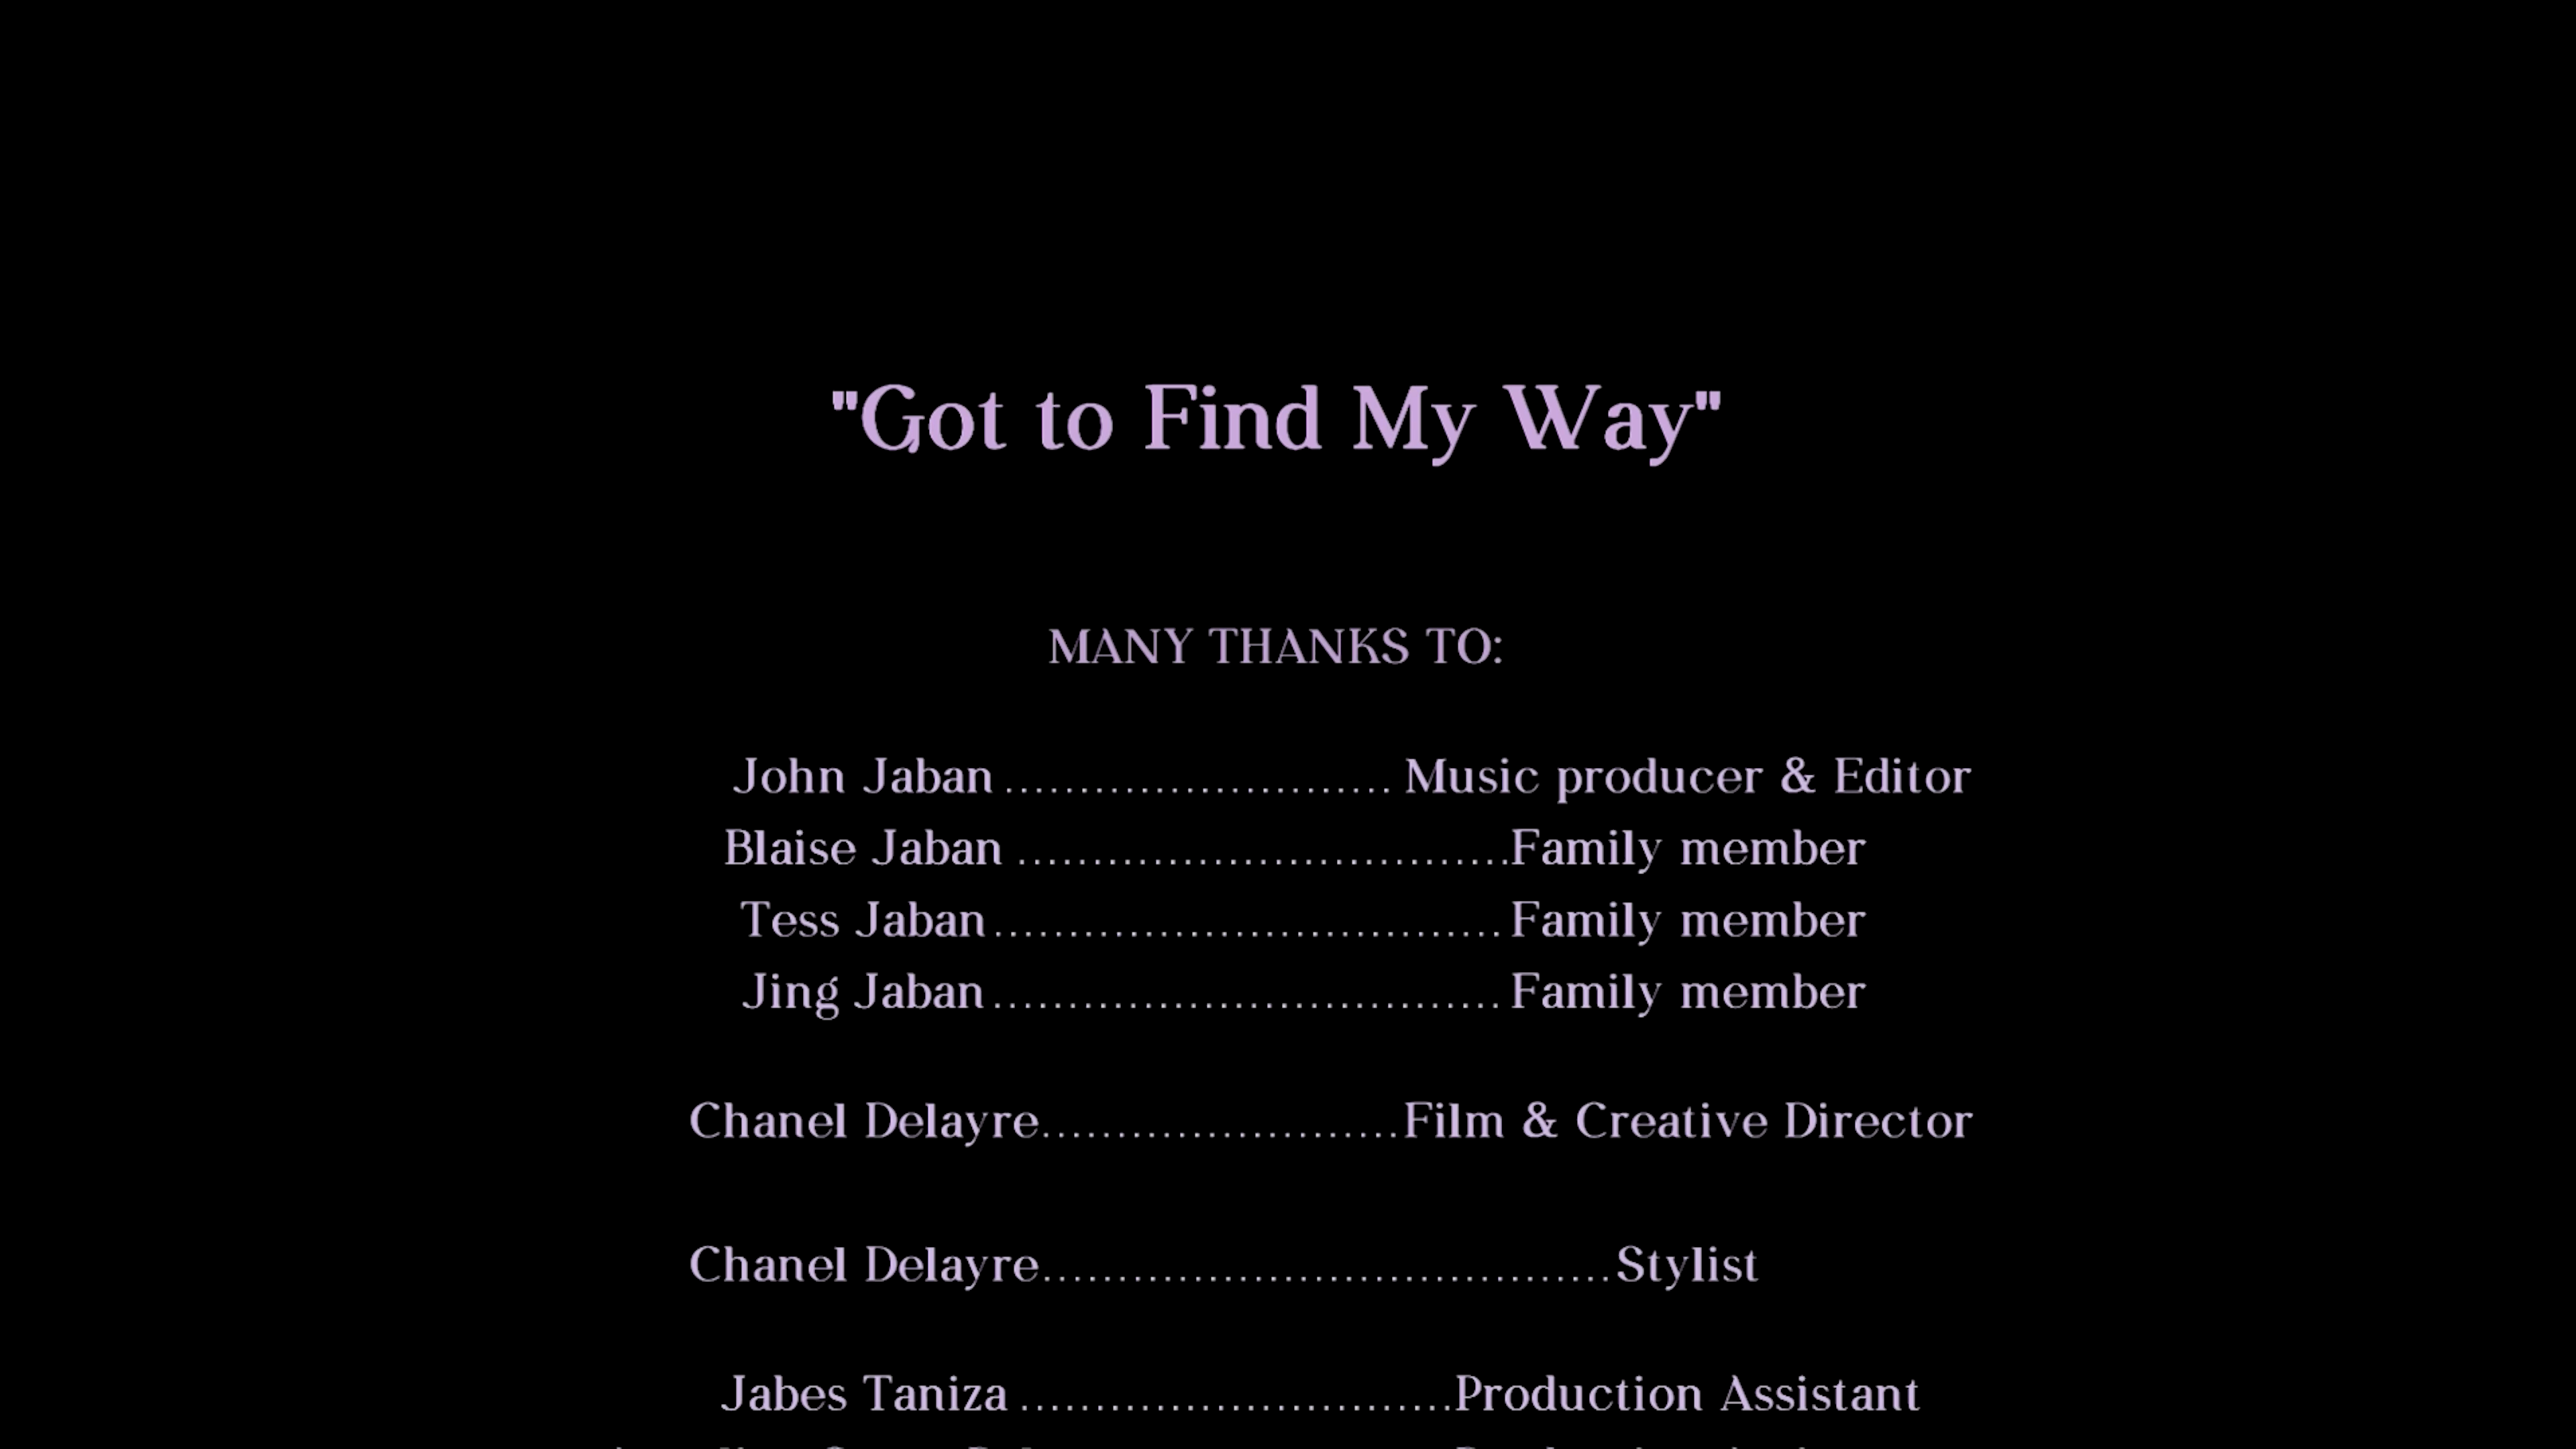 "Got to Find My Way"
MANY THANKS TO:
John Jaban .......................... Music producer & Editor
Blaise Jaban .................................Family member
Tess Jaban.................................. Family member
Jing Jaban.................................. Family member
Chanel Delayre........................Film & Creative Director
Chanel Delayre......................................Stylist
Jabes Taniza .............................Production Assistant